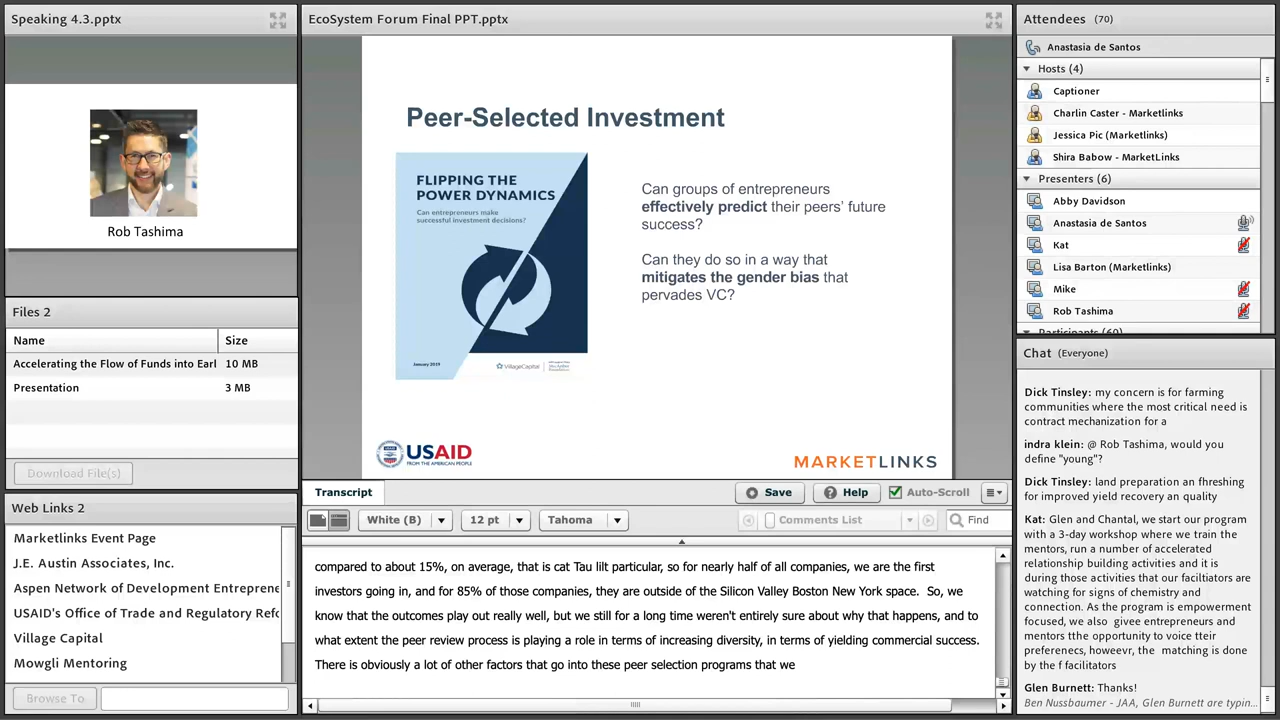 Speaking 4.3.pptx
Rob Tashima
Files 2
Name Size
Accelerating the Flow of Funds into Earl 10 MB
Presentation 3 MB
Download File(s)
Web Links 2
Marketlinks Event Page
J.E. Austin Associates, Inc.
Aspen Network of Development Entreprene
USAID's Office of Trade and Regulatory Refo
Village Capital
Mowgli Mentoring
Browse To
EcoSystem Forum Final PPT.pptx
Peer-Selected Investment
FLIPPING THE
POWER DYNAMICS
Can entrepreneurs make
successful investment decisions?
January 2019
VillageCapital
Can groups of entrepreneurs
effectively predict their peers' future
success?
Can they do so in a way that
mitigates the gender bias that
pervades VC?
USAID
FROM THE AMERICAN PEOPLE
MARKETLINKS
Transcript
Save
Help
Auto-Scroll
White (B)
12 pt
Tahoma
Comments List
Find
compared to about 15%, on average, that is cat Tau lilt particular, so for nearly half of all companies, we are the first
investors going in, and for 85% of those companies, they are outside of the Silicon Valley Boston New York space. So, we
know that the outcomes play out really well, but we still for a long time weren't entirely sure about why that happens, and to
what extent the peer review process is playing a role in terms of increasing diversity, in terms of yielding commercial success.
There is obviously a lot of other factors that go into these peer selection programs that we
Attendees (70)
Anastasia de Santos
Hosts (4)
Captioner
Charlin Caster - Marketlinks
Jessica Pic (Marketlinks)
Shira Babow - MarketLinks
Presenters (6)
Abby Davidson
Anastasia de Santos
Kat
Lisa Barton (Marketlinks)
Mike
Rob Tashima
Participants (60)
Chat (Everyone)
Dick Tinsley: my concern is for farming
communities where the most critical need is
contract mechanization for a
indra klein: @ Rob Tashima, would you
define "young"?
Dick Tinsley: land preparation an fhreshing
for improved yield recovery an quality
Kat: Glen and Chantal, we start our program
with a 3-day workshop where we train the
mentors, run a number of accelerated
relationship building activities and it is
during those activities that our faciltiators are
watching for signs of chemistry and
connection. As the program is empowerment
focused, we also givee entrepreneurs and
mentors tthe opportunity to voice tteir
preferenecs, howeevr, the matching is done
by the f facilitators
Glen Burnett: Thanks!
Ben Nussbaumer - JAA, Glen Burnett are typin...